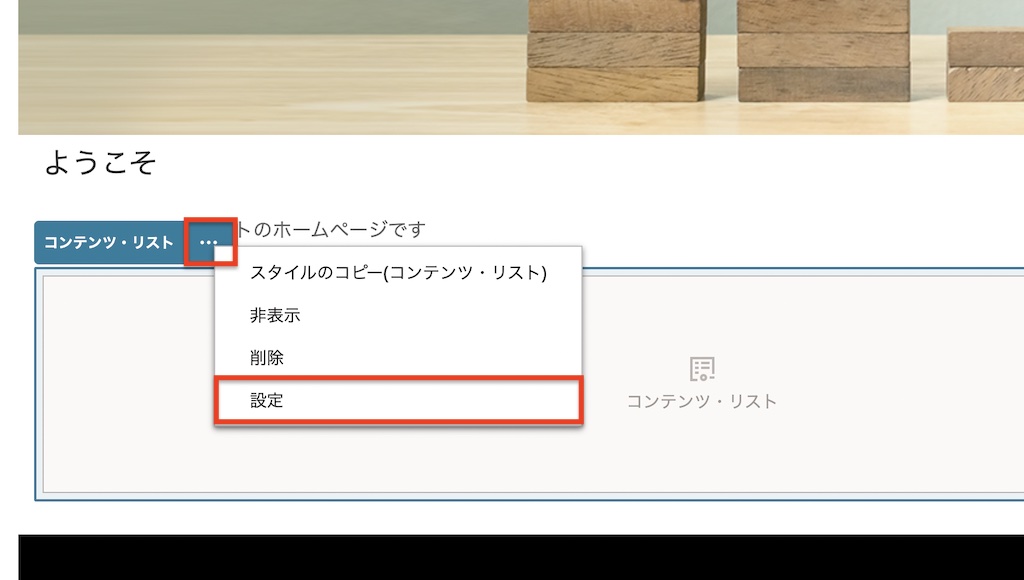 ようこそ
コンテンツ・リスト
トのホームページです
スタイルのコピー(コンテンツ・リスト)
非表示
削除
設定
コンテンツ・リスト